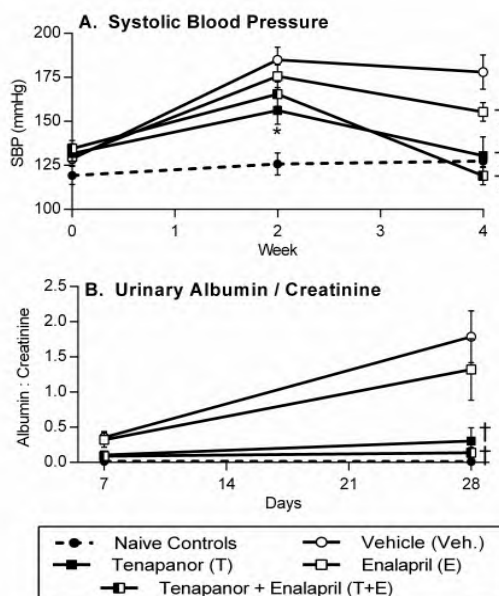 A. Systolic Blood Pressure
200
175
150
125
100
SBP (mmHg)
*
0 1 2 3 4
Week
B. Urinary Albumin / Creatinine
2.5
2.0
1.5
1.0
0.5
0.0
Albumin : Creatinine
†
‡
7 14 21 28
Days
Naive Controls Vehicle (Veh.)
Tenapanor (T) Enalapril (E)
Tenapanor + Enalapril (T+E)